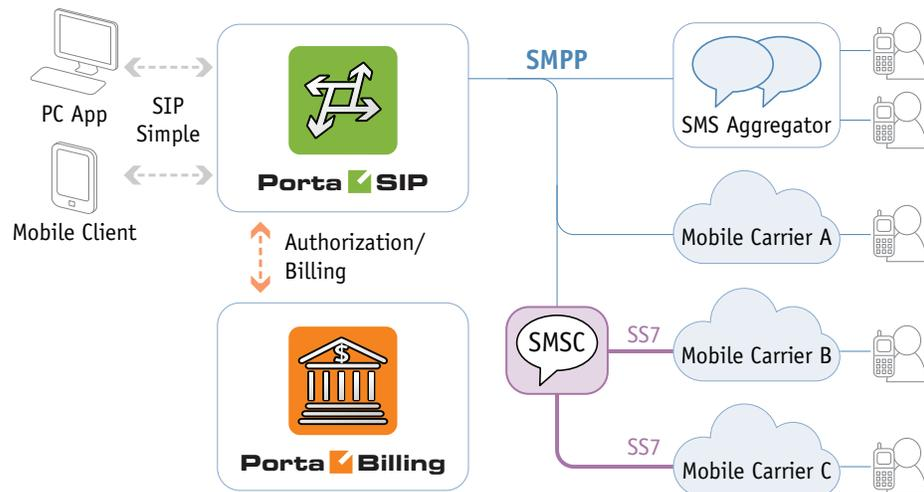 PC App
SIP
Simple
Mobile Client
Porta SIP
Authorization/
Billing
$
Porta Billing
SMPP
SMS Aggregator
Mobile Carrier A
SMSC
SS7
Mobile Carrier B
SS7
Mobile Carrier C